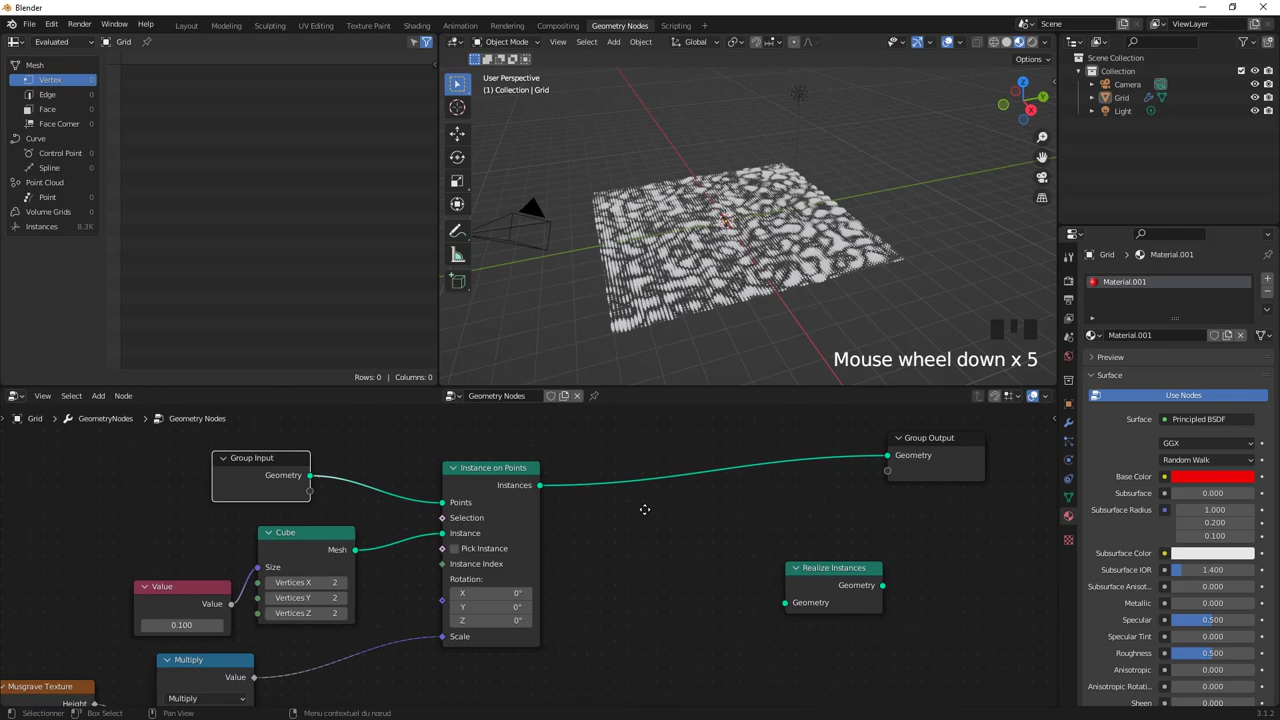 Blender
File Edit Render Window Help Layout Modeling Sculpting UV Editing Texture Paint Shading Animation Rendering Compositing Geometry Nodes Scripting + Scene ViewLayer
Evaluated Grid
Object Mode View Select Add Object Global
Options
Mesh
Vertex 0
Edge 0
Face 0
Face Corner 0
Curve
Control Point 0
Spline 0
Point Cloud
Point 0
Volume Grids 0
Instances 8.3K
Rows: 0 | Columns: 0
User Perspective
(1) Collection | Grid
Z
Y
X
Mouse wheel down x 5
Scene Collection
Collection
Camera
Grid
Light
Grid Material.001
Material.001
Material.001
Preview
Surface
Use Nodes
Surface Principled BSDF
GGX
Random Walk
Base Color
Subsurface 0.000
Subsurface Radius 1.000
0.200
0.100
Subsurface Color
Subsurface IOR 1.400
Subsurface Anisot... 0.000
Metallic 0.000
Specular 0.500
Specular Tint 0.000
Roughness 0.500
Anisotropic 0.000
Anisotropic Rotati... 0.000
Sheen 0.000
View Select Add Node Geometry Nodes
Grid GeometryNodes Geometry Nodes
Group Input
Geometry
Cube
Mesh
Size
Vertices X 2
Vertices Y 2
Vertices Z 2
Value
Value
0.100
Multiply
Value
Multiply
Musgrave Texture
Height
Instance on Points
Instances
Points
Selection
Instance
Pick Instance
Instance Index
Rotation:
X 0°
Y 0°
Z 0°
Scale
Realize Instances
Geometry
Geometry
Group Output
Geometry
Sélectionner Box Select Pan View Menu contextuel du nœud
3.1.2